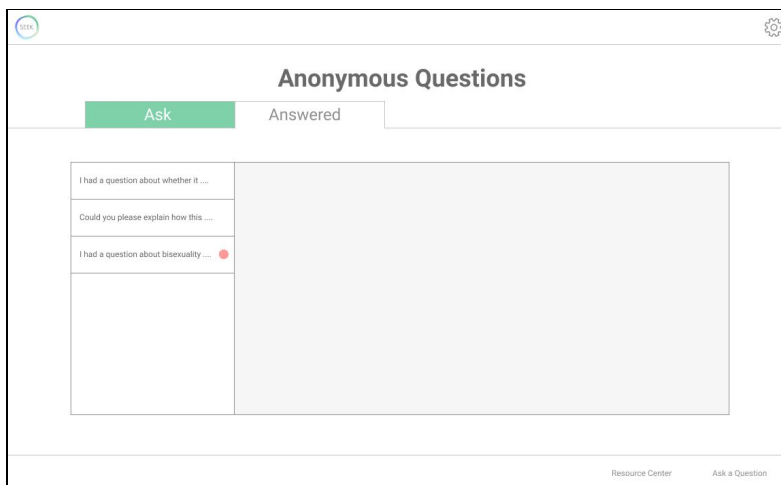 SEEK
Anonymous Questions
Ask
Answered
I had a question about whether it ....
Could you please explain how this ....
I had a question about bisexuality ....
Resource Center
Ask a Question